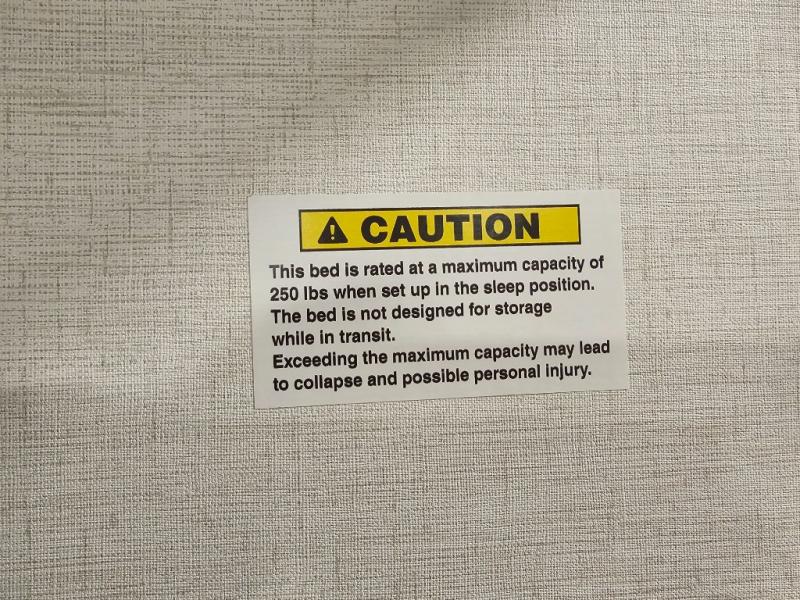 CAUTION
This bed is rated at a maximum capacity of
250 lbs when set up in the sleep position.
The bed is not designed for storage
while in transit.
Exceeding the maximum capacity may lead
to collapse and possible personal injury.